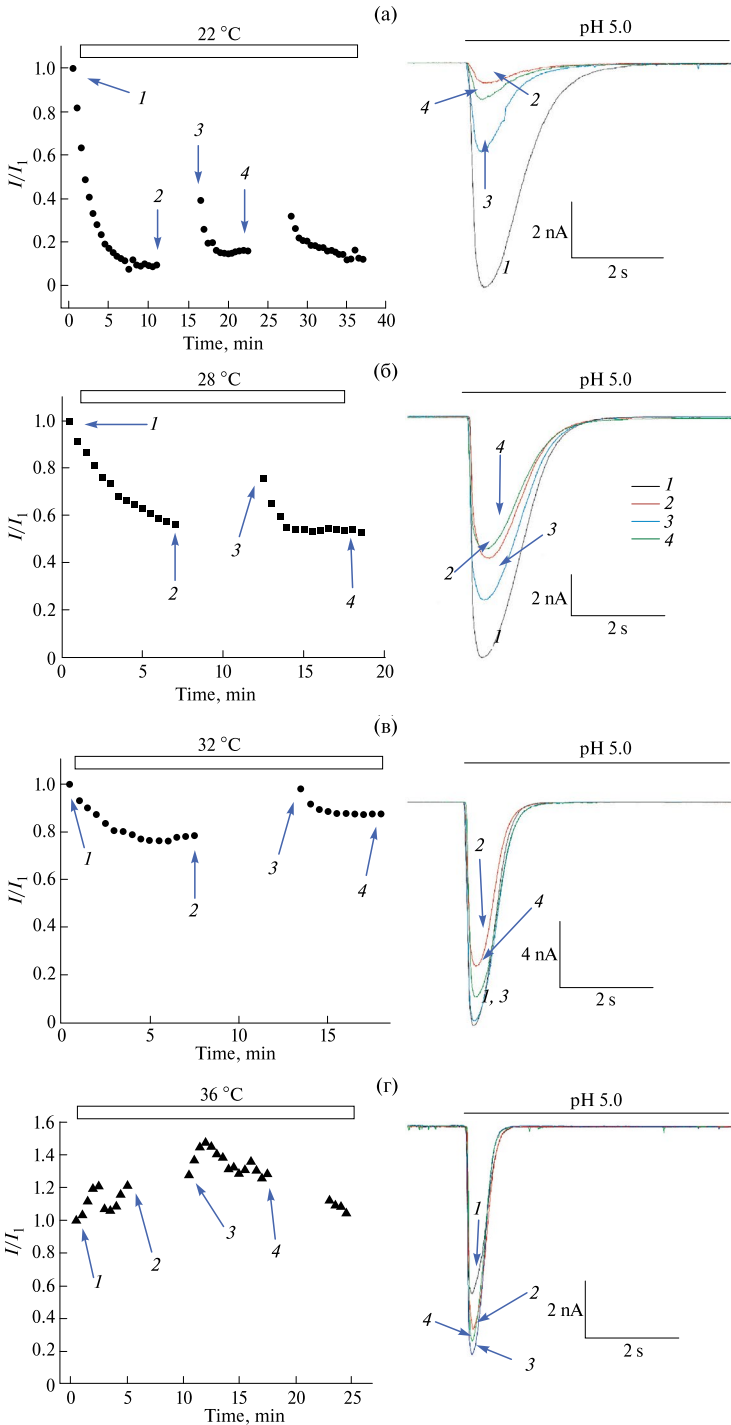 (а)
22 °C
pH 5.0
1.0
0.8
0.6
0.4
0.2
0
I/I1
1
2
3
4
0 5 10 15 20 25 30 35 40
Time, min
4
2
3
1
2 nA
2 s
(б)
28 °C
pH 5.0
1.0
0.8
0.6
0.4
0.2
0
I/I1
1
2
3
4
0 5 10 15 20
Time, min
4
3
2
1
1
2
3
4
2 nA
2 s
(в)
32 °C
pH 5.0
1.0
0.8
0.6
0.4
0.2
0
I/I1
1
2
3
4
0 5 10 15
Time, min
2
4
1, 3
4 nA
2 s
(г)
36 °C
pH 5.0
1.6
1.4
1.2
1.0
0.8
0.6
0.4
0.2
0
I/I1
1
2
3
4
0 5 10 15 20 25
Time, min
1
2
4
3
2 nA
2 s